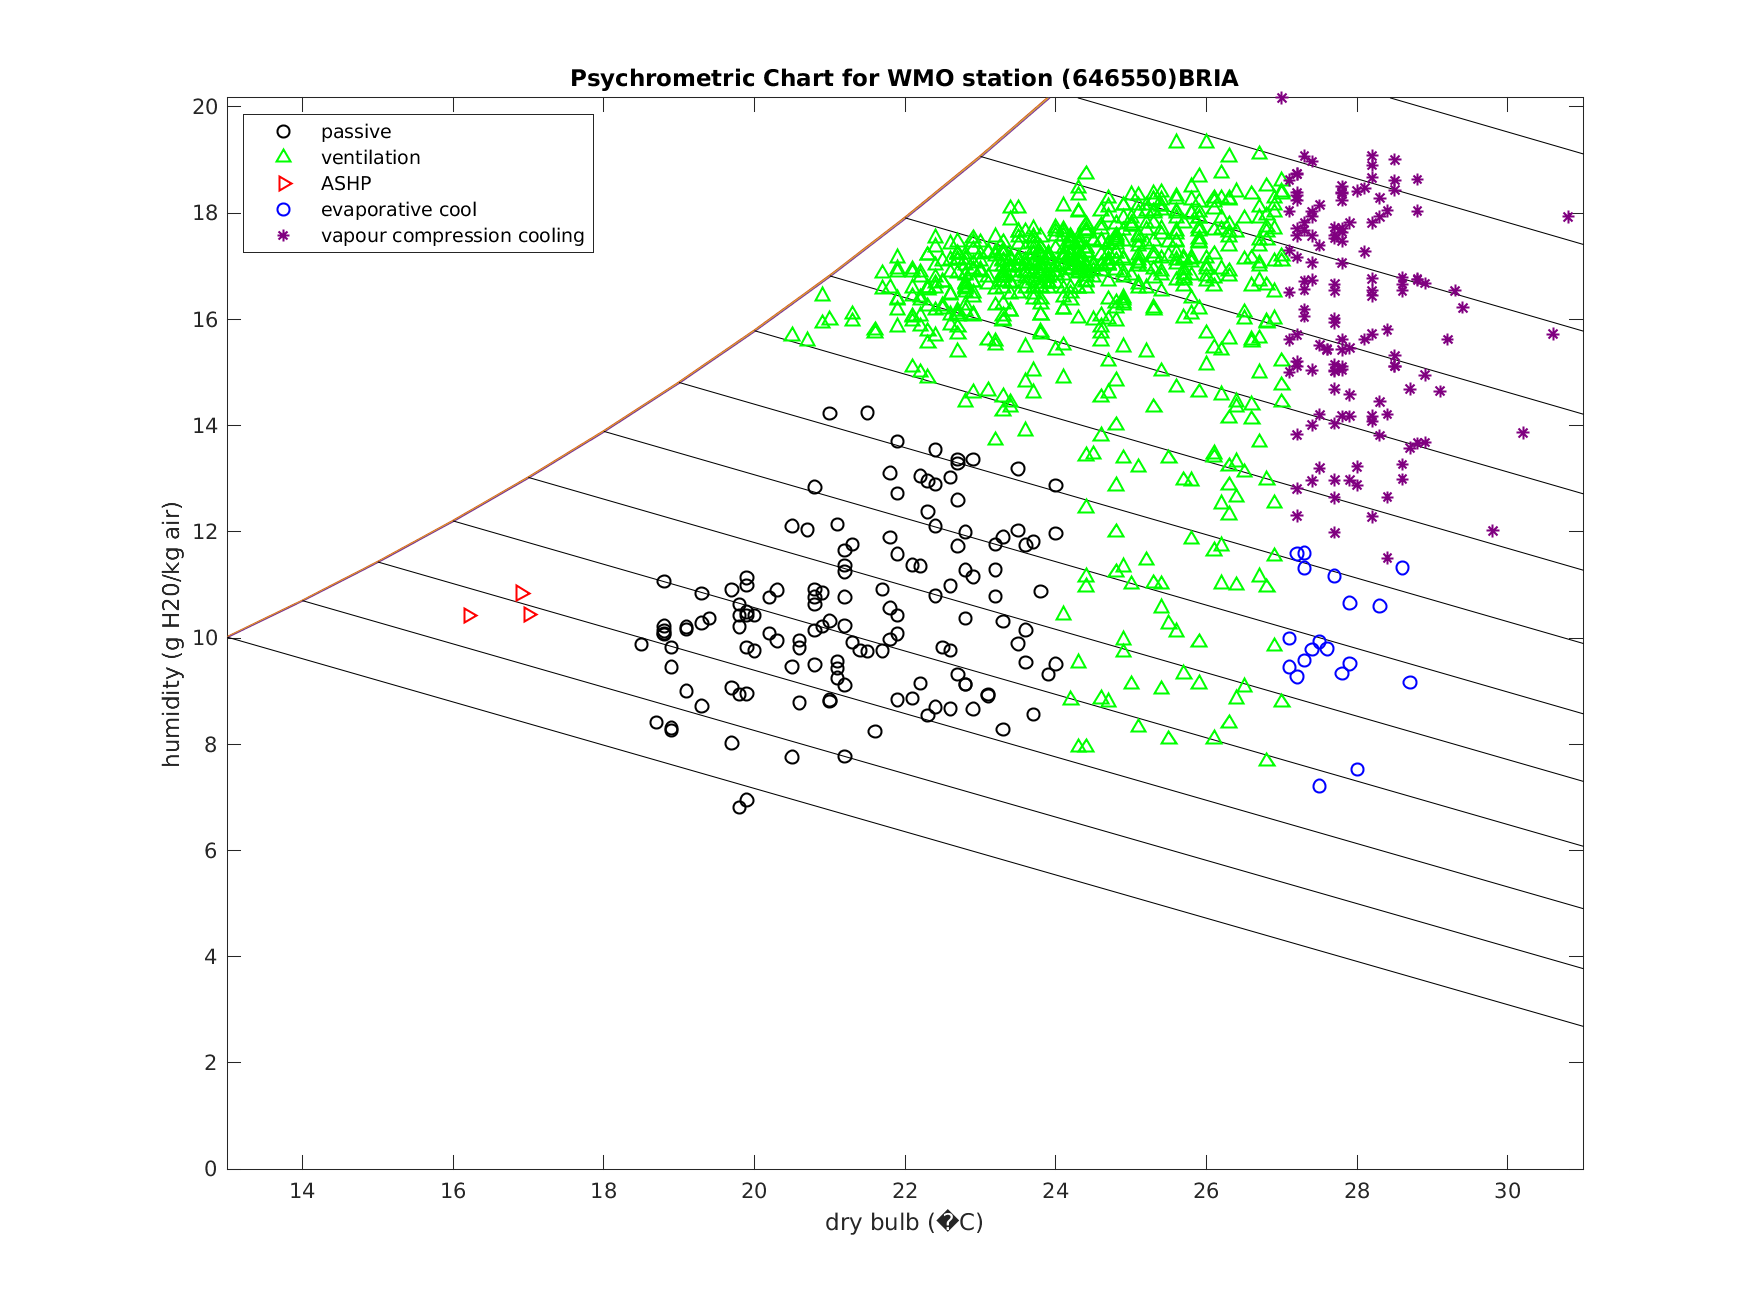 Psychrometric Chart for WMO station (646550)BRIA
passive
ventilation
ASHP
evaporative cool
vapour compression cooling
humidity (g H20/kg air)
20
18
16
14
12
10
8
6
4
2
0
14 16 18 20 22 24 26 28 30
dry bulb (�C)